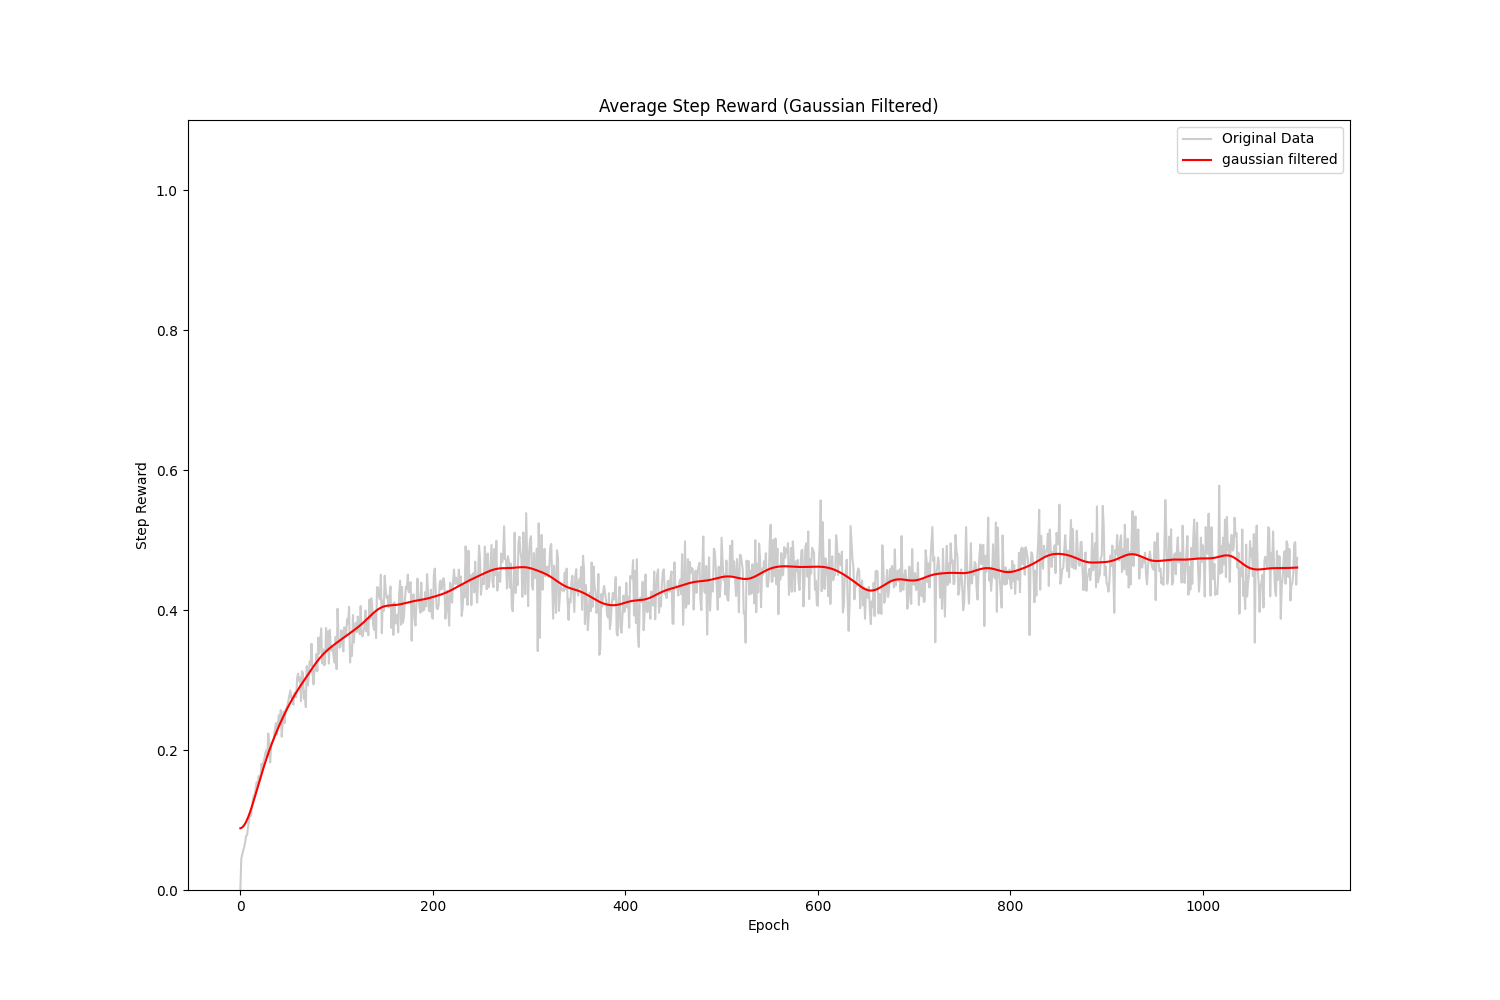 Average Step Reward (Gaussian Filtered)
Original Data
gaussian filtered
1.0
0.8
0.6
0.4
0.2
0.0
Step Reward
0 200 400 600 800 1000
Epoch